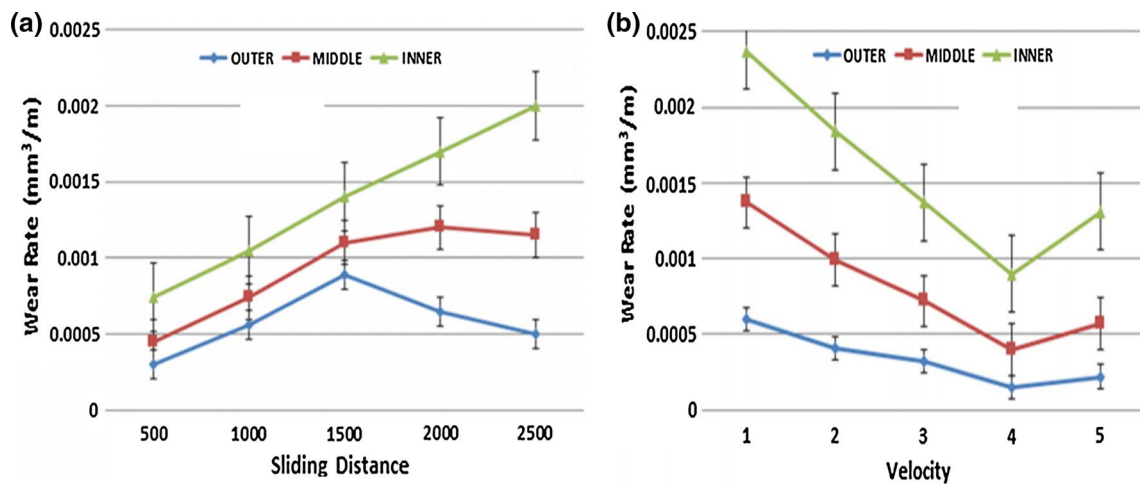 (a)
0.0025
OUTER MIDDLE INNER
0.002
0.0015
0.001
0.0005
0
Wear Rate (mm³/m)
500 1000 1500 2000 2500
Sliding Distance
(b)
0.0025
OUTER MIDDLE INNER
0.002
0.0015
0.001
0.0005
0
Wear Rate (mm³/m)
1 2 3 4 5
Velocity